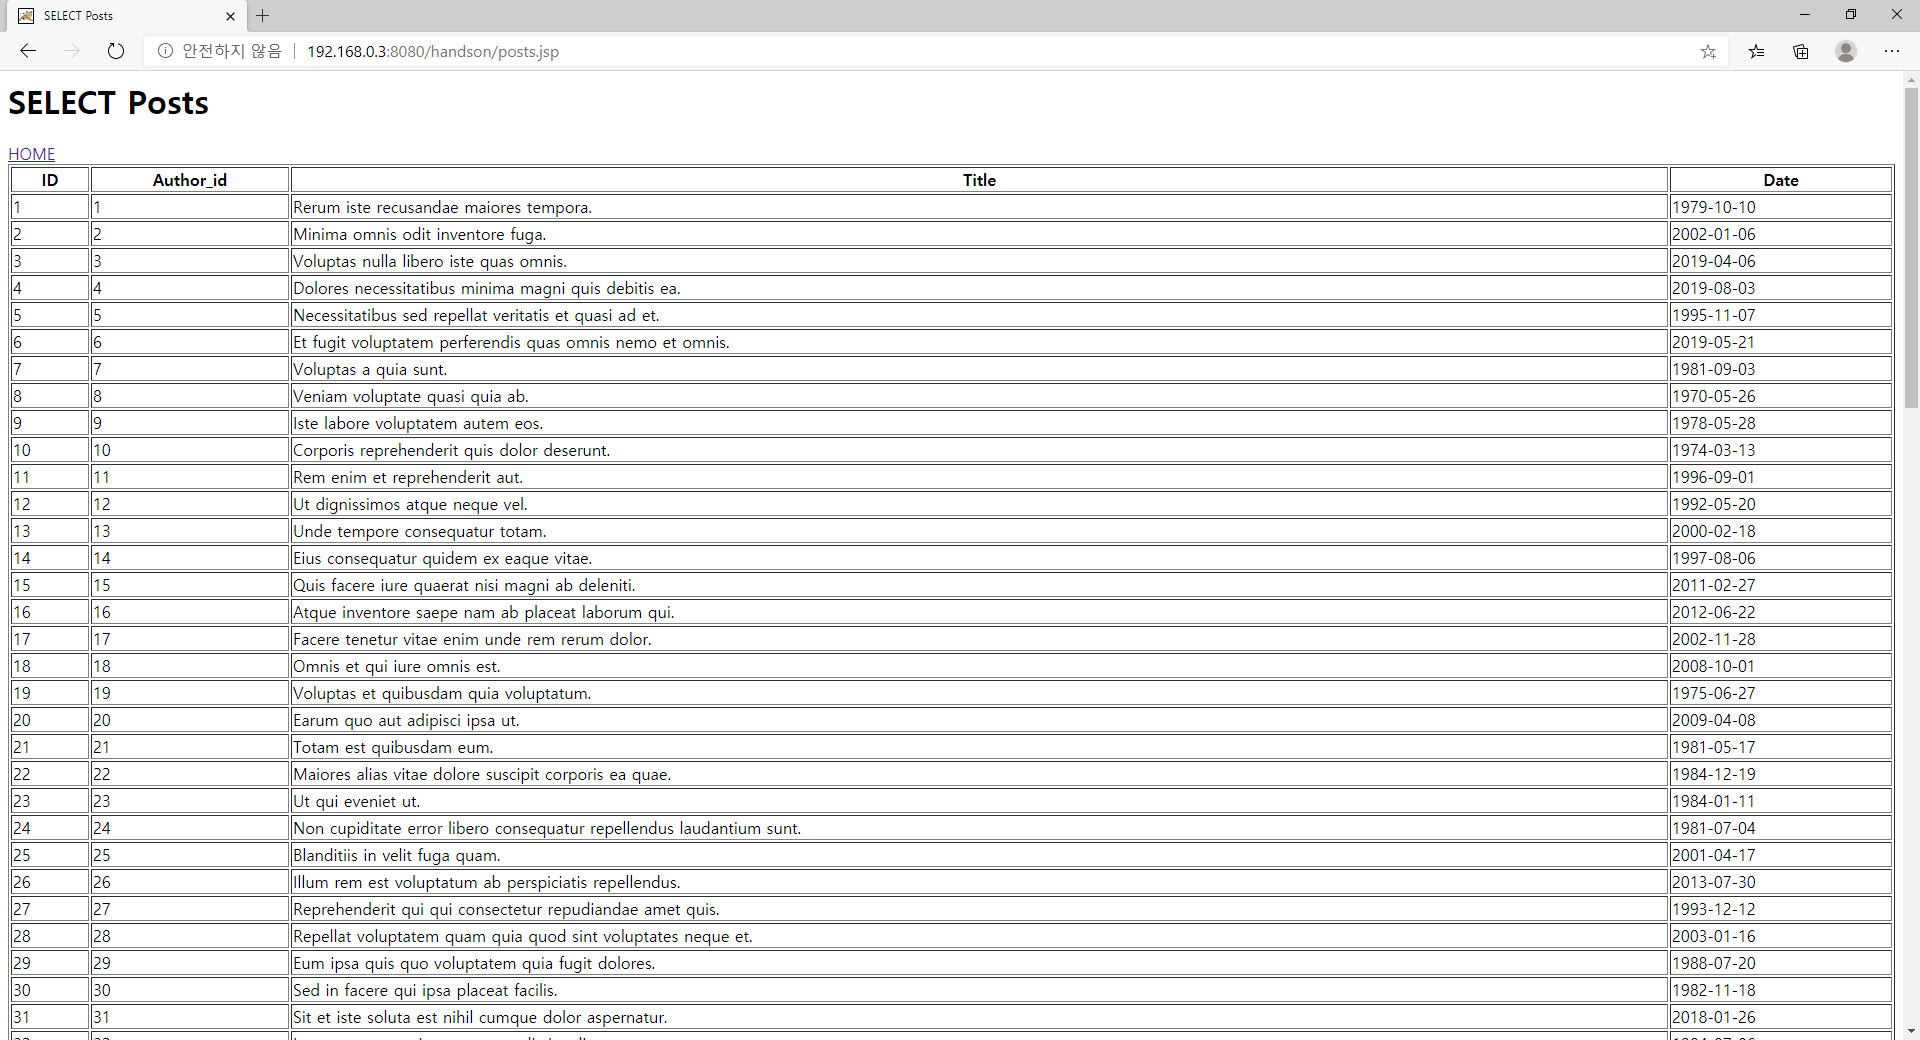 SELECT Posts
안전하지 않음 | 192.168.0.3:8080/handson/posts.jsp
SELECT Posts
HOME
ID Author_id Title Date
1 1 Rerum iste recusandae maiores tempora. 1979-10-10
2 2 Minima omnis odit inventore fuga. 2002-01-06
3 3 Voluptas nulla libero iste quas omnis. 2019-04-06
4 4 Dolores necessitatibus minima magni quis debitis ea. 2019-08-03
5 5 Necessitatibus sed repellat veritatis et quasi ad et. 1995-11-07
6 6 Et fugit voluptatem perferendis quas omnis nemo et omnis. 2019-05-21
7 7 Voluptas a quia sunt. 1981-09-03
8 8 Veniam voluptate quasi quia ab. 1970-05-26
9 9 Iste labore voluptatem autem eos. 1978-05-28
10 10 Corporis reprehenderit quis dolor deserunt. 1974-03-13
11 11 Rem enim et reprehenderit aut. 1996-09-01
12 12 Ut dignissimos atque neque vel. 1992-05-20
13 13 Unde tempore consequatur totam. 2000-02-18
14 14 Eius consequatur quidem ex eaque vitae. 1997-08-06
15 15 Quis facere iure quaerat nisi magni ab deleniti. 2011-02-27
16 16 Atque inventore saepe nam ab placeat laborum qui. 2012-06-22
17 17 Facere tenetur vitae enim unde rem rerum dolor. 2002-11-28
18 18 Omnis et qui iure omnis est. 2008-10-01
19 19 Voluptas et quibusdam quia voluptatum. 1975-06-27
20 20 Earum quo aut adipisci ipsa ut. 2009-04-08
21 21 Totam est quibusdam eum. 1981-05-17
22 22 Maiores alias vitae dolore suscipit corporis ea quae. 1984-12-19
23 23 Ut qui eveniet ut. 1984-01-11
24 24 Non cupiditate error libero consequatur repellendus laudantium sunt. 1981-07-04
25 25 Blanditiis in velit fuga quam. 2001-04-17
26 26 Illum rem est voluptatum ab perspiciatis repellendus. 2013-07-30
27 27 Reprehenderit qui qui consectetur repudiandae amet quis. 1993-12-12
28 28 Repellat voluptatem quam quia quod sint voluptates neque et. 2003-01-16
29 29 Eum ipsa quis quo voluptatem quia fugit dolores. 1988-07-20
30 30 Sed in facere qui ipsa placeat facilis. 1982-11-18
31 31 Sit et iste soluta est nihil cumque dolor aspernatur. 2018-01-26